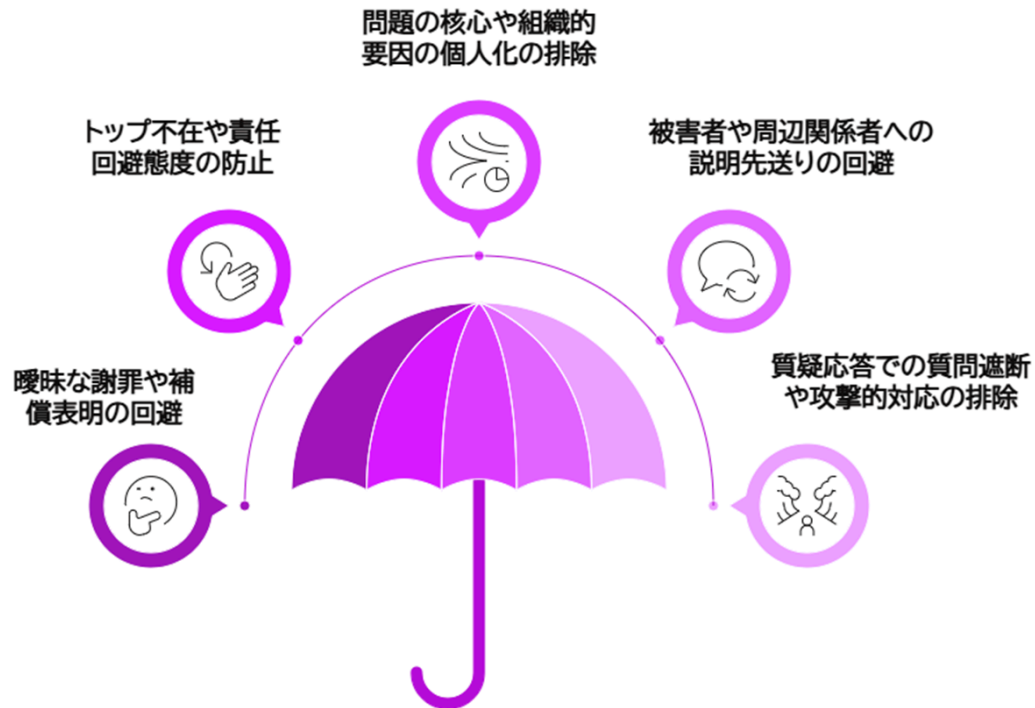 問題の核心や組織的
要因の個人化の排除
トップ不在や責任
回避態度の防止
被害者や周辺関係者への
説明先送りの回避
曖昧な謝罪や補
償表明の回避
質疑応答での質問遮断
や攻撃的対応の排除